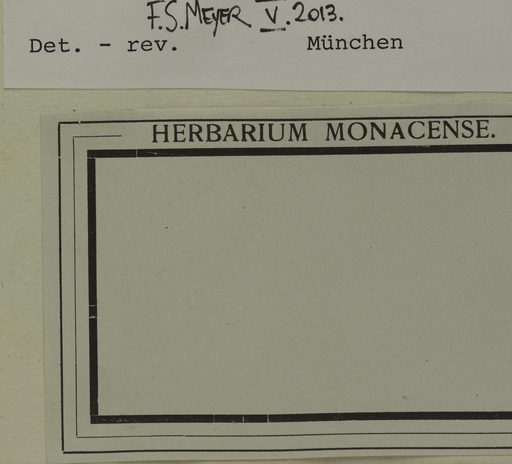 F.S. MEYER V. 2013.
Det. - rev. München
HERBARIUM MONACENSE.